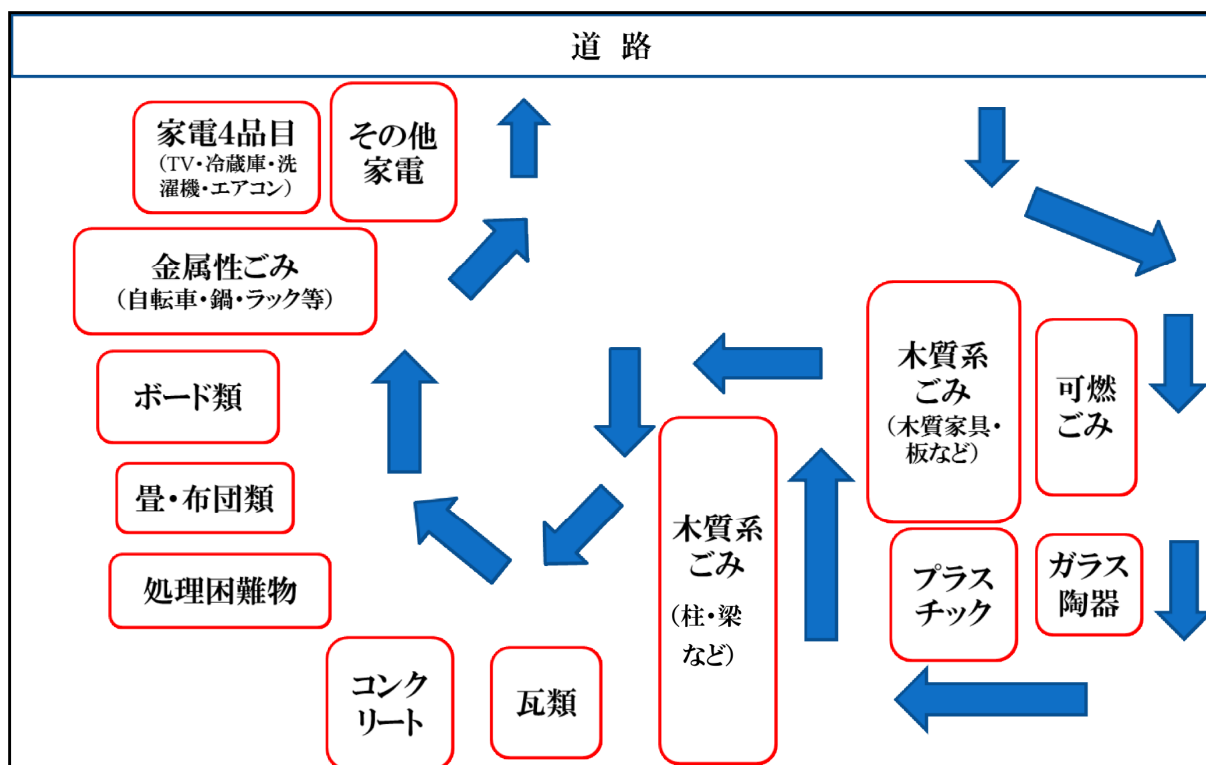 道 路
家電4品目
（TV・冷蔵庫・洗
濯機・エアコン）
その他
家電
金属性ごみ
（自転車・鍋・ラック等）
ボード類
畳・布団類
処理困難物
コンク
リート
瓦類
木質系
ごみ
（柱・梁
など）
木質系
ごみ
（木質家具・
板など）
可燃
ごみ
プラス
チック
ガラス
陶器